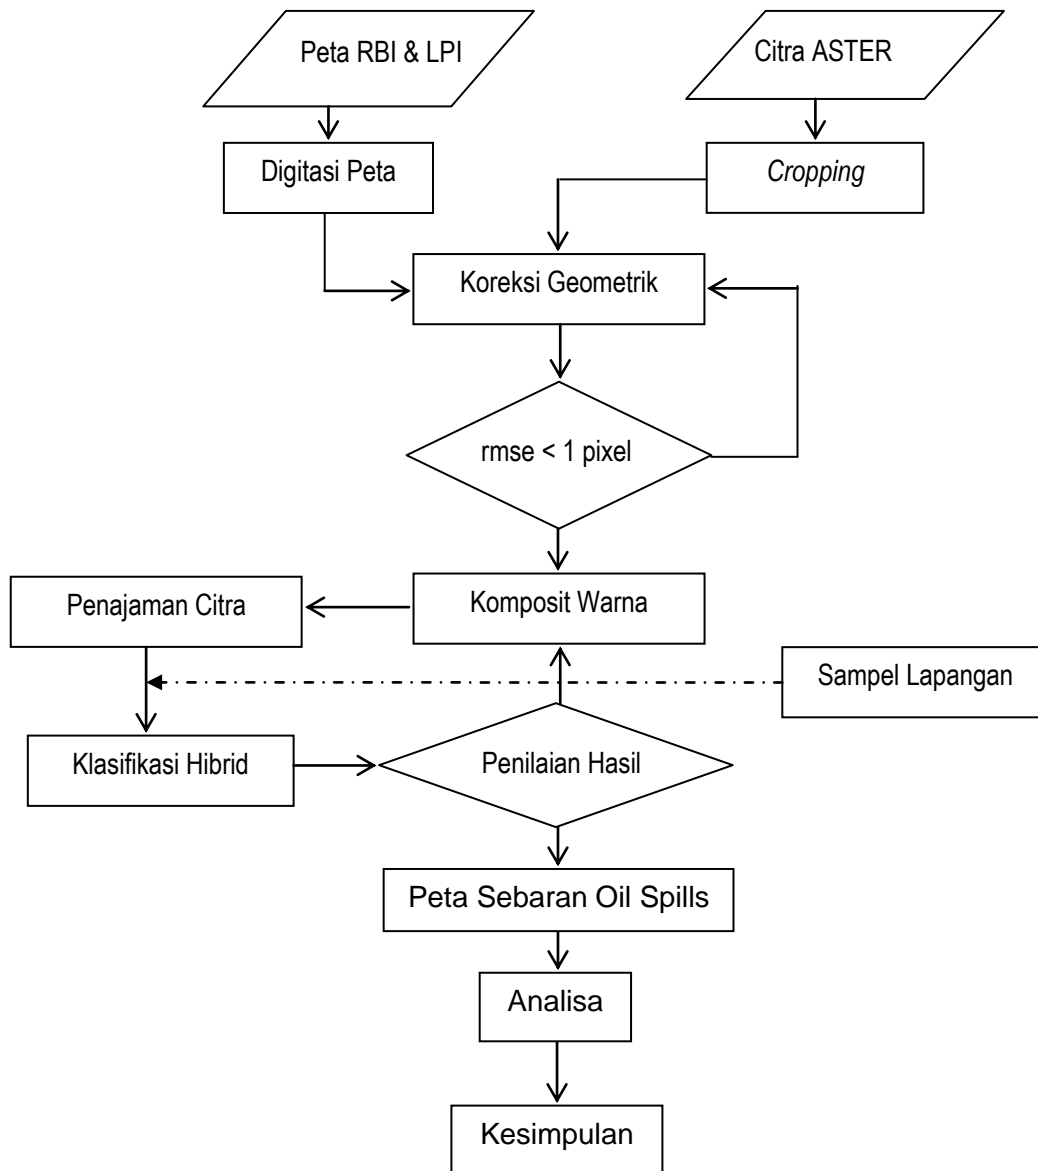 Peta RBI & LPI
Citra ASTER
Digitasi Peta
Cropping
Koreksi Geometrik
rmse < 1 pixel
Penajaman Citra
Komposit Warna
Sampel Lapangan
Klasifikasi Hibrid
Penilaian Hasil
Peta Sebaran Oil Spills
Analisa
Kesimpulan